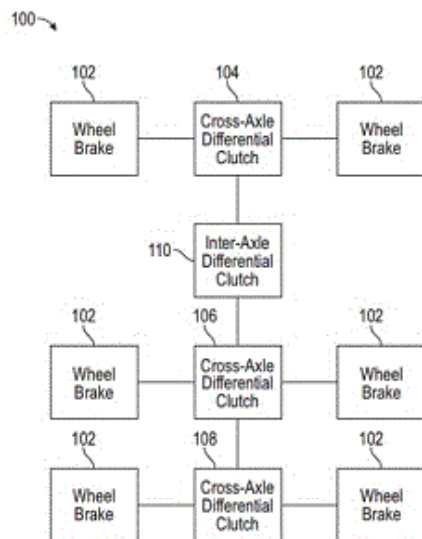 100
102 104 102
Wheel Brake Cross-Axle Differential Clutch Wheel Brake
110 Inter-Axle Differential Clutch
102 106 102
Wheel Brake Cross-Axle Differential Clutch Wheel Brake
102 108 102
Wheel Brake Cross-Axle Differential Clutch Wheel Brake